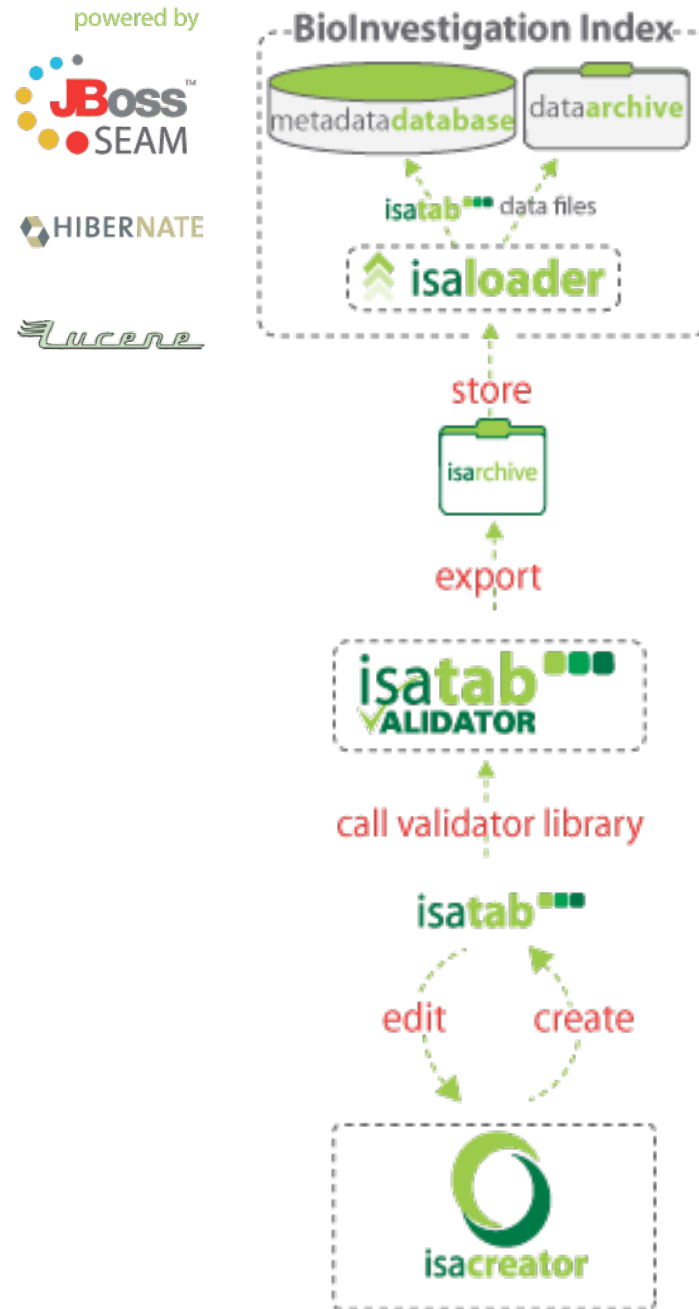 powered by
JBoss™
SEAM
HIBERNATE
Lucene
BioInvestigation Index
metadatadatabase
dataarchive
isatab data files
isaloader
store
isarchive
export
isatab
VALIDATOR
call validator library
isatab
edit
create
isacreator